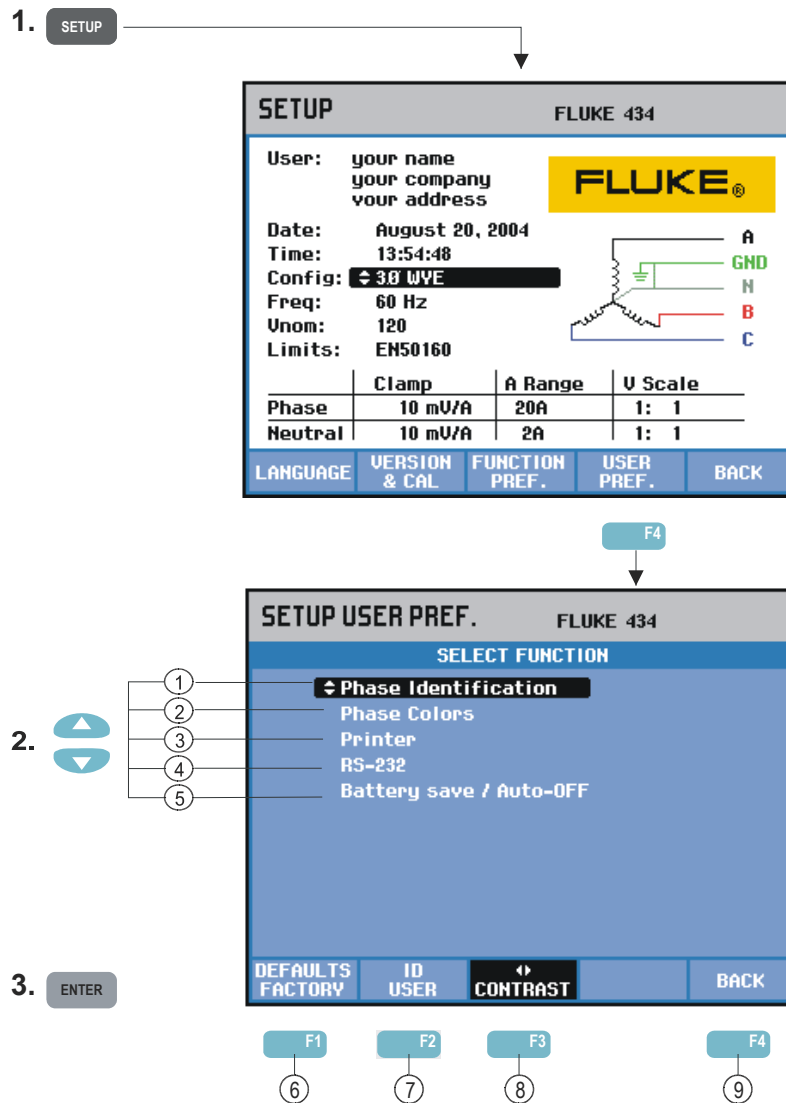 1. SETUP
SETUP FLUKE 434
User: your name
your company
your address
FLUKE®
Date: August 20, 2004
Time: 13:54:48
Config: 3.Ø WYE
Freq: 60 Hz
Vnom: 120
Limits: EN50160
A
GND
N
B
C
Clamp A Range V Scale
Phase 10 mV/A 20A 1: 1
Neutral 10 mV/A 2A 1: 1
LANGUAGE VERSION & CAL FUNCTION PREF. USER PREF. BACK
F4
SETUP USER PREF. FLUKE 434
SELECT FUNCTION
2.
1 Phase Identification
2 Phase Colors
3 Printer
4 RS-232
5 Battery save / Auto-OFF
3. ENTER
DEFAULTS FACTORY ID USER CONTRAST BACK
F1 F2 F3 F4
6 7 8 9